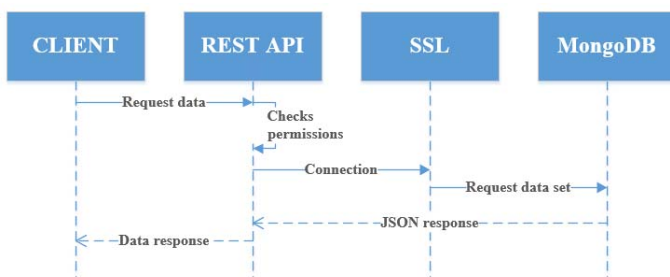 CLIENT
REST API
SSL
MongoDB
Request data
Checks
permissions
Connection
Request data set
JSON response
Data response